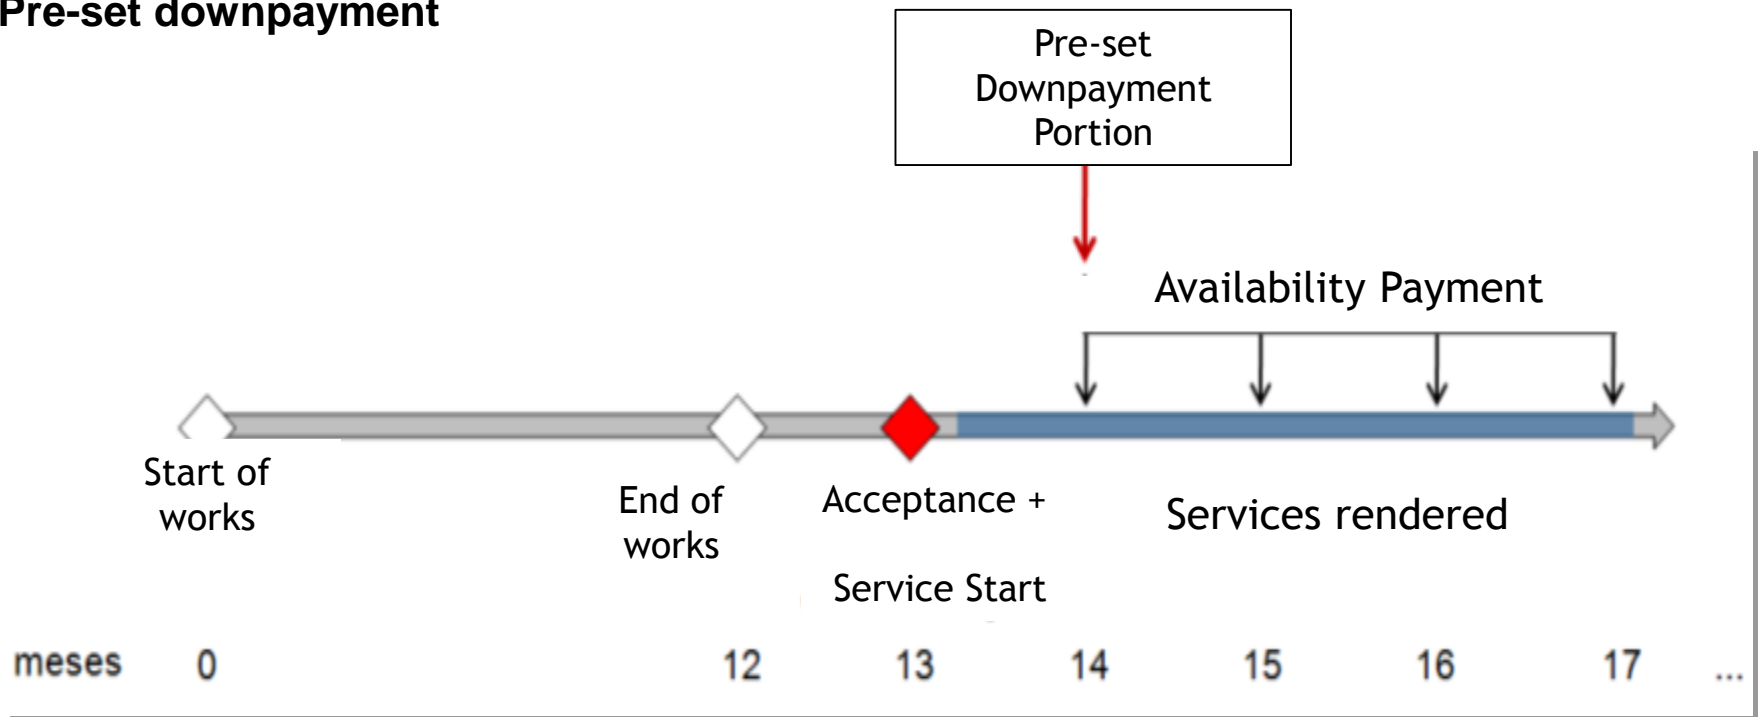 Pre-set downpayment
Pre-set
Downpayment
Portion
Availability Payment
Start of
works
End of
works
Acceptance +
Service Start
Services rendered
meses 0 12 13 14 15 16 17 ...